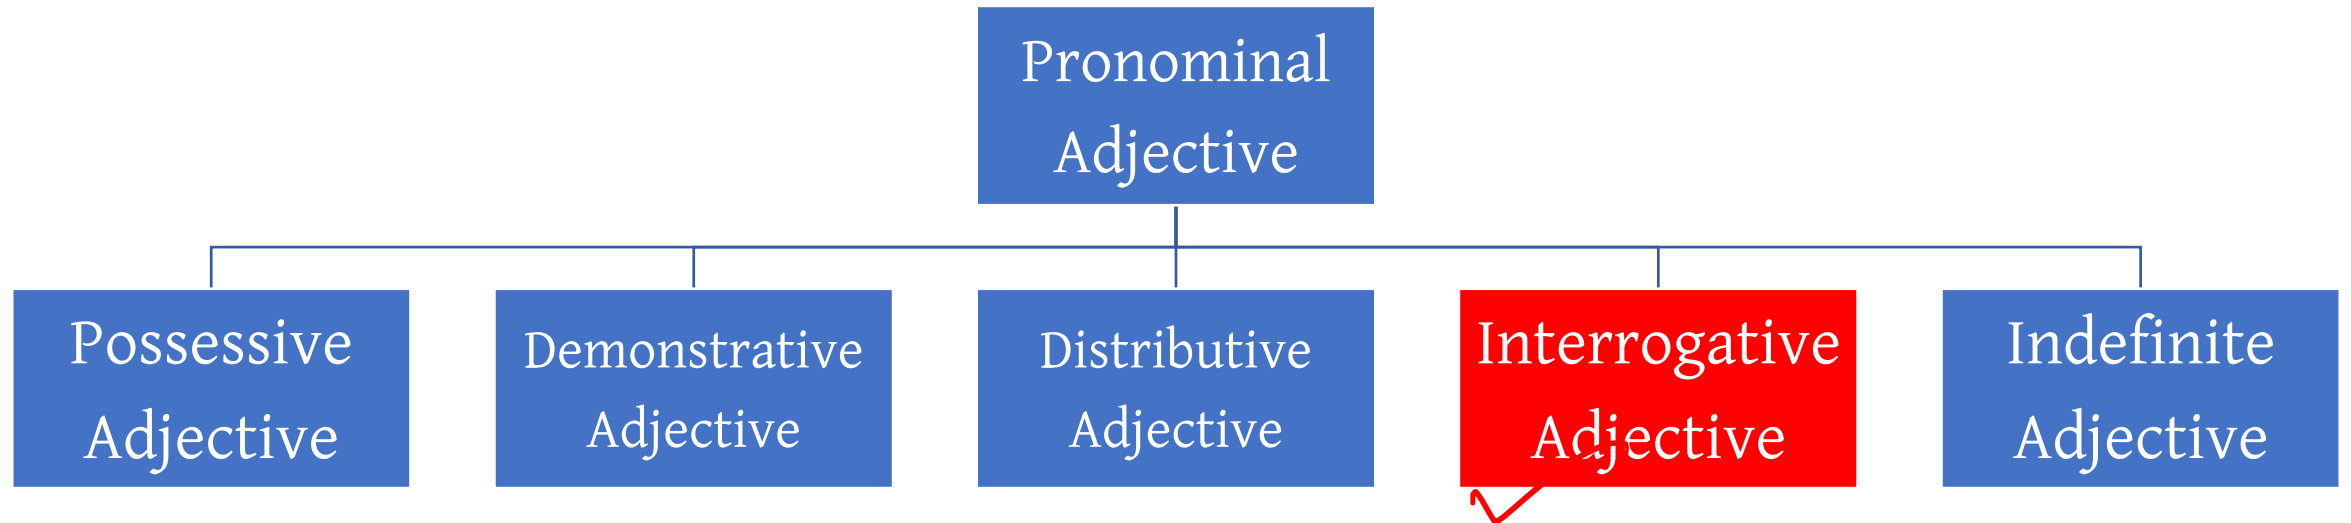 Pronominal
Adjective
Possessive
Adjective
Demonstrative
Adjective
Distributive
Adjective
Interrogative
Adjective
Indefinite
Adjective